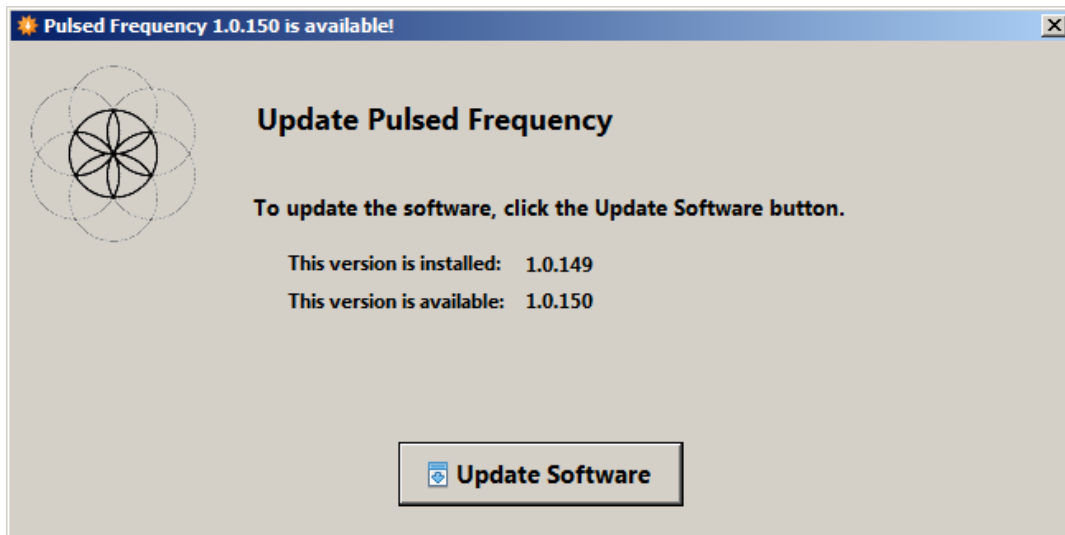 Pulsed Frequency 1.0.150 is available!
Update Pulsed Frequency
To update the software, click the Update Software button.
This version is installed: 1.0.149
This version is available: 1.0.150
Update Software